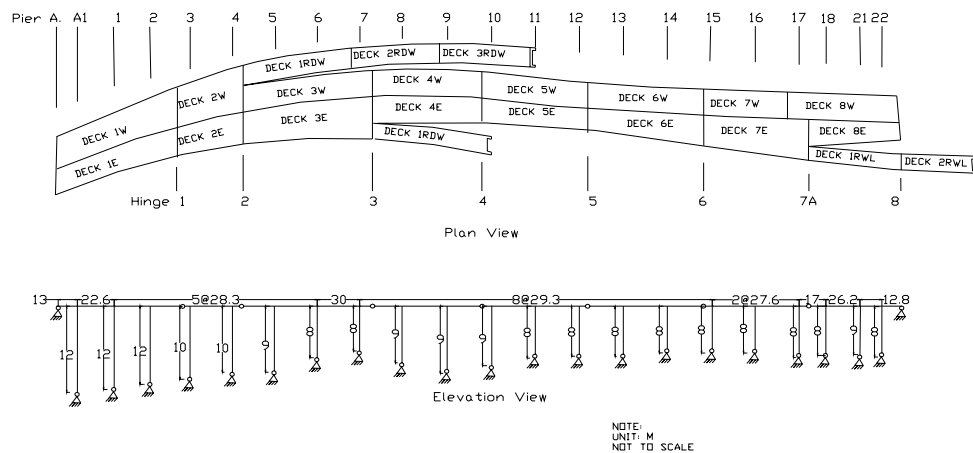 Pier A. A1 1 2 3 4 5 6 7 8 9 10 11 12 13 14 15 16 17 18 21 22
DECK 1RDW DECK 2RDW DECK 3RDW
DECK 1W DECK 2W DECK 3W DECK 4W DECK 5W DECK 6W DECK 7W DECK 8W
DECK 1E DECK 2E DECK 3E DECK 4E DECK 5E DECK 6E DECK 7E DECK 8E
DECK 1RDW DECK 1RWL DECK 2RWL
Hinge 1 2 3 4 5 6 7A 8
Plan View
13 22.6 5@28.3 30 8@29.3 2@27.6 17 26.2 12.8
12 12 12 10 10 9 8 8 9 9 9 8 8 8 8 8 8 8 8 9 8
Elevation View
NOTE:
UNIT: M
NOT TO SCALE